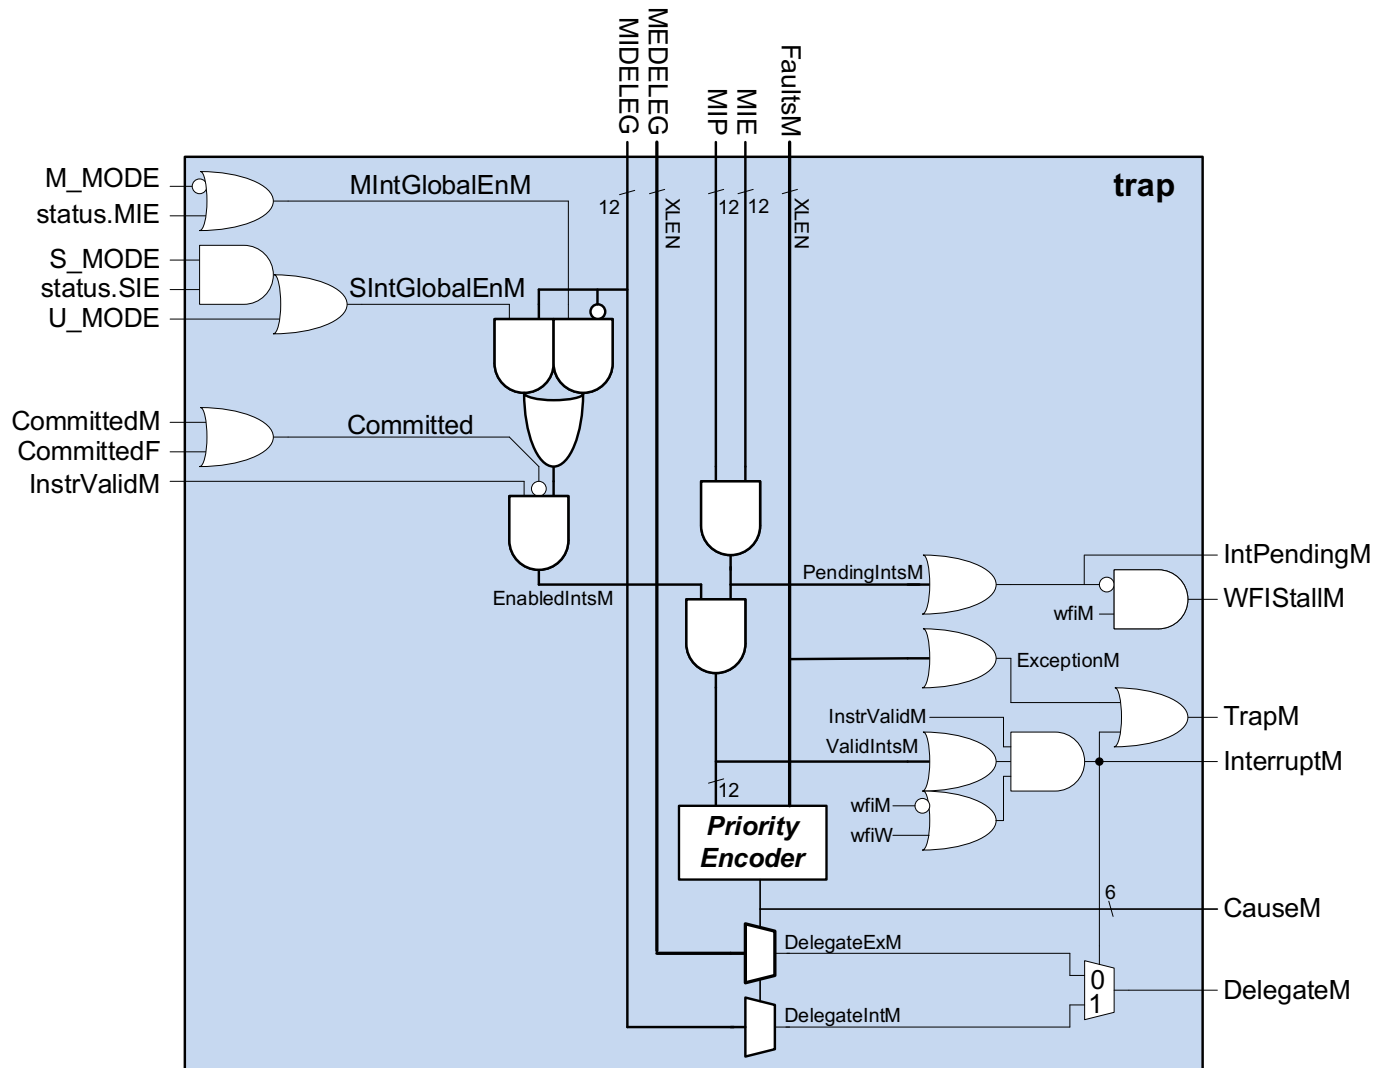 MIDELEG
MEDELEG
MIP
MIE
FaultsM
trap
M_MODE
status.MIE
MIntGlobalEnM
12
XLEN
12
12
XLEN
S_MODE
status.SIE
U_MODE
SIntGlobalEnM
CommittedM
CommittedF
Committed
InstrValidM
EnabledIntsM
PendingIntsM
IntPendingM
wfiM
WFIStallM
ExceptionM
InstrValidM
TrapM
ValidIntsM
InterruptM
12
wfiM
wfiW
Priority
Encoder
6
CauseM
DelegateExM
0
1
DelegateM
DelegateIntM